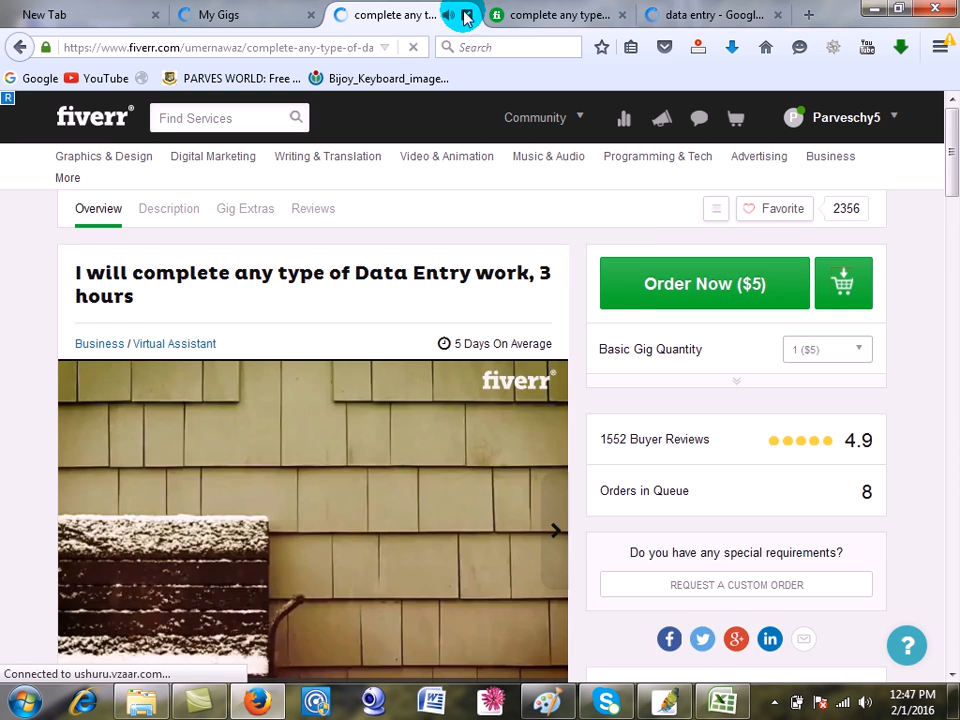 New Tab
My Gigs
complete any t...
complete any type...
data entry - Googl...
https://www.fiverr.com/umernawaz/complete-any-type-of-da
Search
You
Tube
Google
YouTube
PARVES WORLD: Free ...
Bijoy_Keyboard_image...
R
fiverr®
Find Services
Community
P
Parveschy5
Graphics & Design
Digital Marketing
Writing & Translation
Video & Animation
Music & Audio
Programming & Tech
Advertising
Business
More
Overview
Description
Gig Extras
Reviews
Favorite
2356
I will complete any type of Data Entry work, 3
hours
Business / Virtual Assistant
5 Days On Average
fiverr®
Order Now ($5)
Basic Gig Quantity
1 ($5)
1552 Buyer Reviews
4.9
Orders in Queue
8
Do you have any special requirements?
REQUEST A CUSTOM ORDER
?
Connected to ushuru.vzaar.com...
12:47 PM
2/1/2016